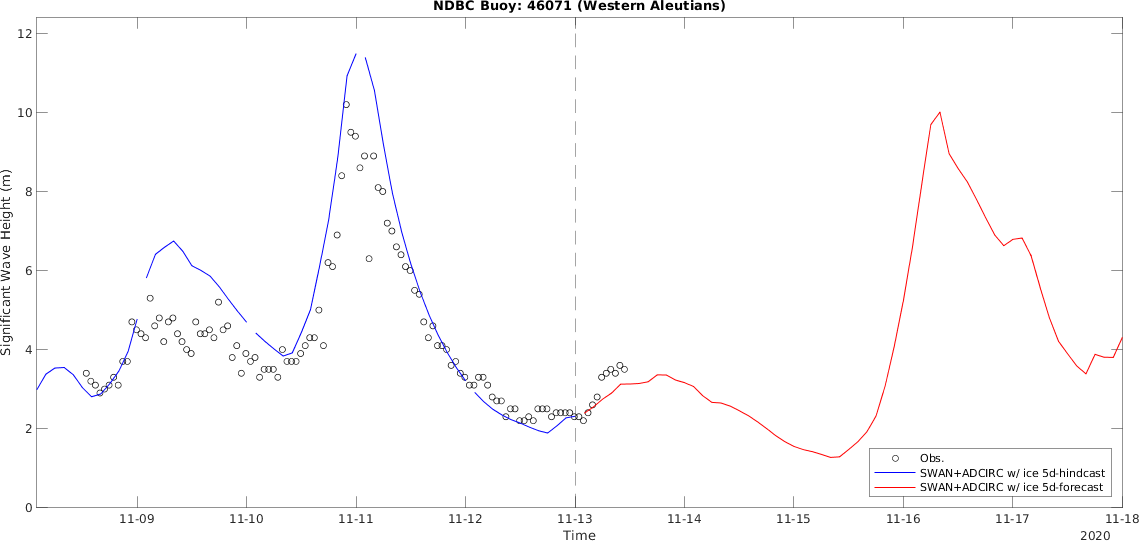 NDBC Buoy: 46071 (Western Aleutians)
12
10
8
6
4
2
0
Significant Wave Height (m)
Obs.
SWAN+ADCIRC w/ ice 5d-hindcast
SWAN+ADCIRC w/ ice 5d-forecast
11-09 11-10 11-11 11-12 11-13 11-14 11-15 11-16 11-17 11-18
Time
2020